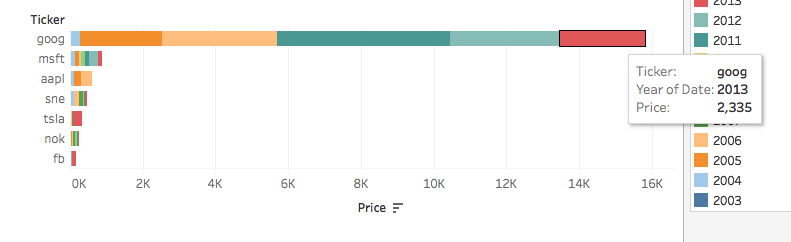 Ticker
goog
msft
aapl
sne
tsla
nok
fb
0K 2K 4K 6K 8K 10K 12K 14K 16K
Price
2013
2012
2011
Ticker: goog
Year of Date: 2013
Price: 2,335
2006
2005
2004
2003